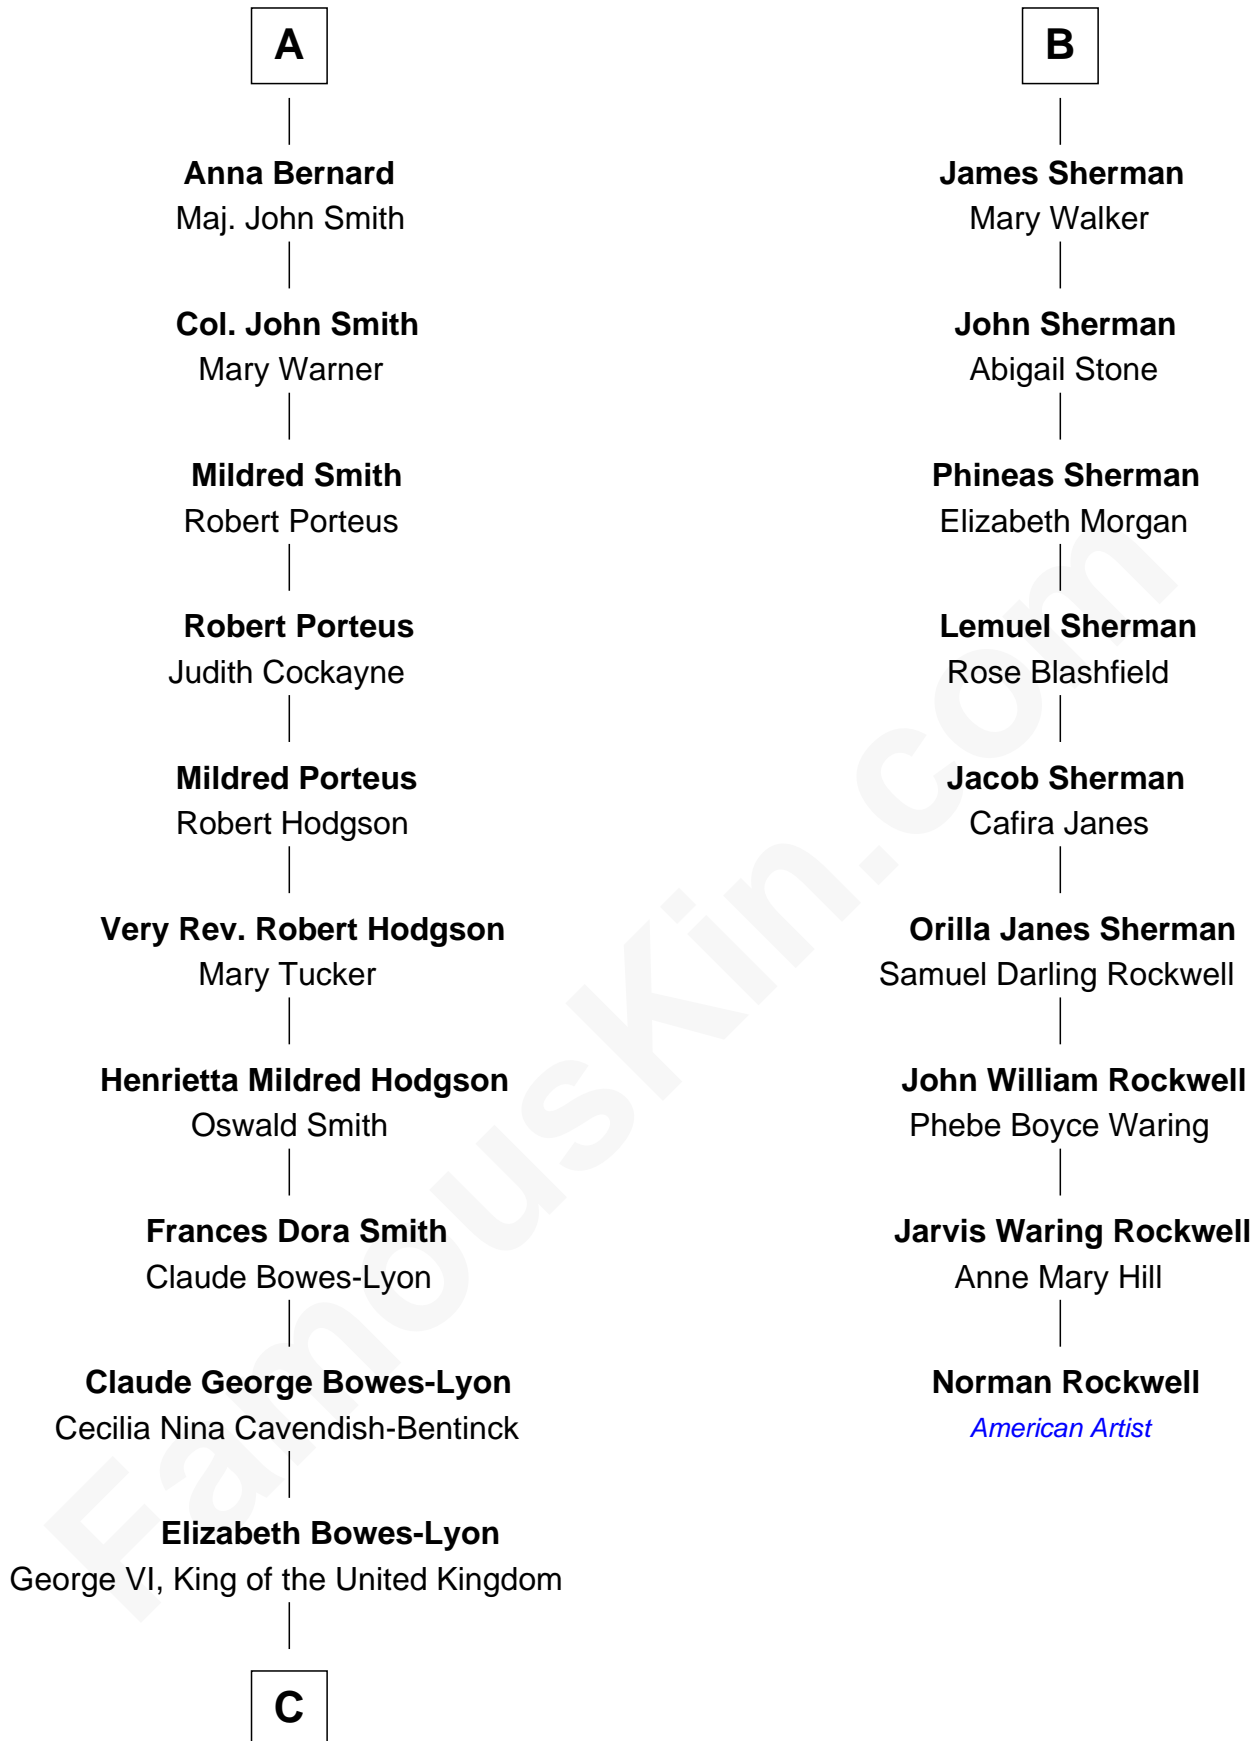 A
Anna Bernard
Maj. John Smith
Col. John Smith
Mary Warner
Mildred Smith
Robert Porteus
Robert Porteus
Judith Cockayne
Mildred Porteus
Robert Hodgson
Very Rev. Robert Hodgson
Mary Tucker
Henrietta Mildred Hodgson
Oswald Smith
Frances Dora Smith
Claude Bowes-Lyon
Claude George Bowes-Lyon
Cecilia Nina Cavendish-Bentinck
Elizabeth Bowes-Lyon
George VI, King of the United Kingdom
C
B
James Sherman
Mary Walker
John Sherman
Abigail Stone
Phineas Sherman
Elizabeth Morgan
Lemuel Sherman
Rose Blashfield
Jacob Sherman
Cafira Janes
Orilla Janes Sherman
Samuel Darling Rockwell
John William Rockwell
Phebe Boyce Waring
Jarvis Waring Rockwell
Anne Mary Hill
Norman Rockwell
American Artist
FamousKin.com